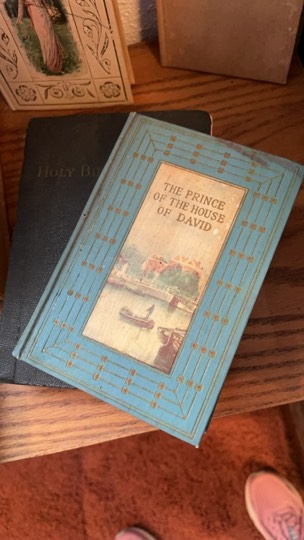 HOLY BI
THE PRINCE
OF THE HOUSE
OF DAVID